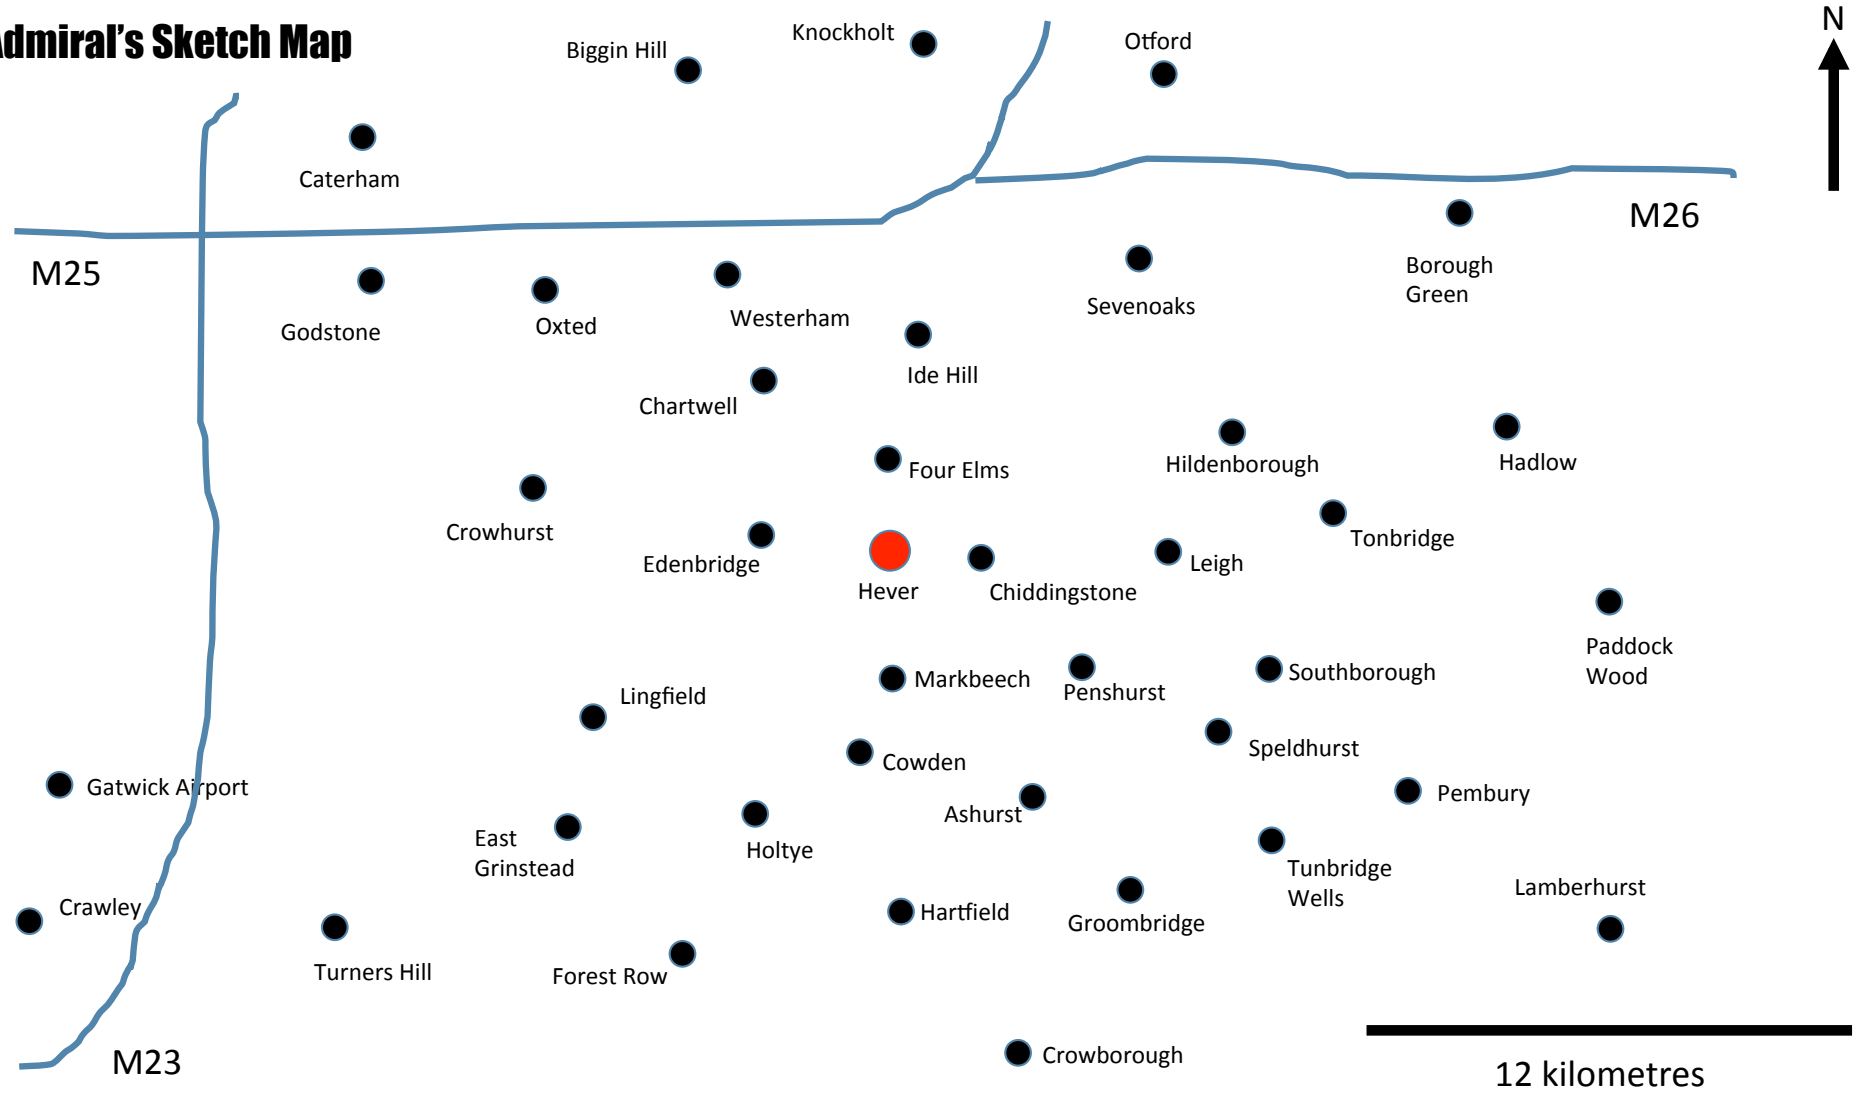 Admiral's Sketch Map
N
Knockholt
Otford
Biggin Hill
Caterham
M26
M25
Borough
Green
Sevenoaks
Westerham
Oxted
Godstone
Ide Hill
Chartwell
Four Elms
Hildenborough
Hadlow
Crowhurst
Tonbridge
Edenbridge
Leigh
Hever
Chiddingstone
Paddock
Wood
Southborough
Markbeech
Penshurst
Lingfield
Speldhurst
Cowden
Gatwick Airport
Pembury
Ashurst
East
Grinstead
Holtye
Tunbridge
Wells
Lamberhurst
Crawley
Hartfield
Groombridge
Turners Hill
Forest Row
Crowborough
M23
12 kilometres